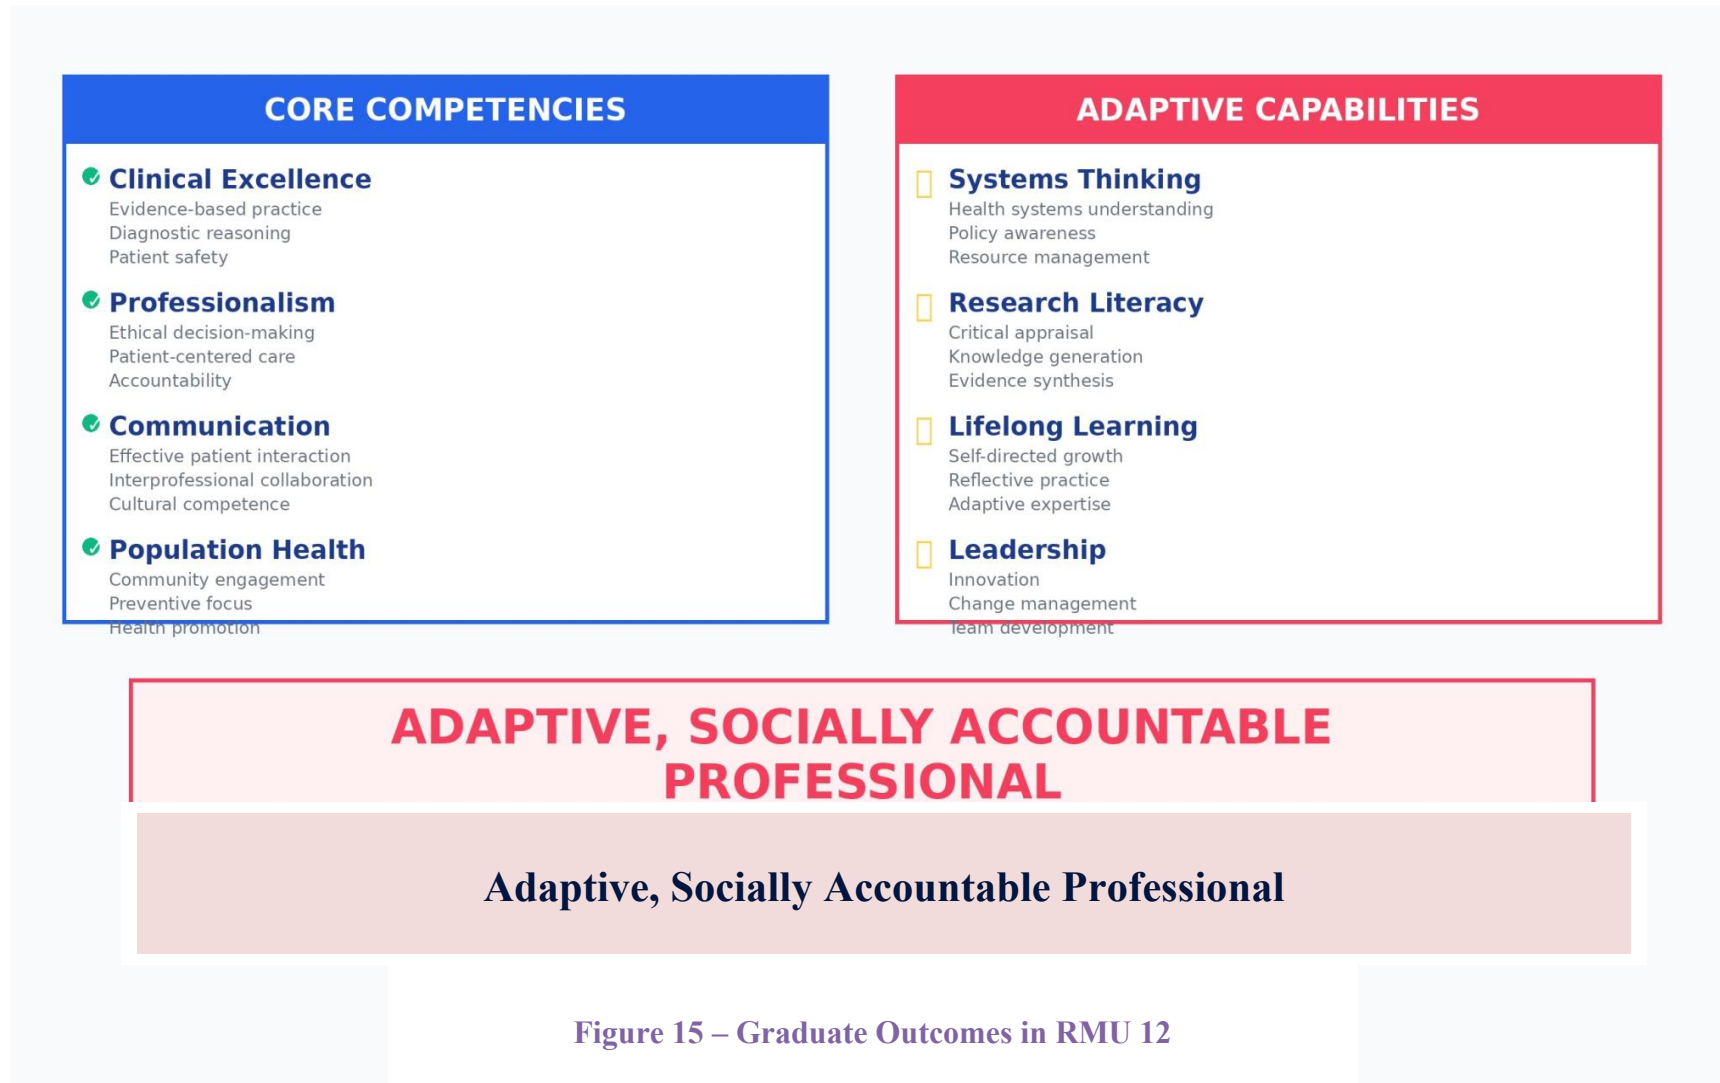 CORE COMPETENCIES
Clinical Excellence
Evidence-based practice
Diagnostic reasoning
Patient safety
Professionalism
Ethical decision-making
Patient-centered care
Accountability
Communication
Effective patient interaction
Interprofessional collaboration
Cultural competence
Population Health
Community engagement
Preventive focus
Health promotion
ADAPTIVE CAPABILITIES
Systems Thinking
Health systems understanding
Policy awareness
Resource management
Research Literacy
Critical appraisal
Knowledge generation
Evidence synthesis
Lifelong Learning
Self-directed growth
Reflective practice
Adaptive expertise
Leadership
Innovation
Change management
Team development
ADAPTIVE, SOCIALLY ACCOUNTABLE
PROFESSIONAL
Adaptive, Socially Accountable Professional
Figure 15 – Graduate Outcomes in RMU 12